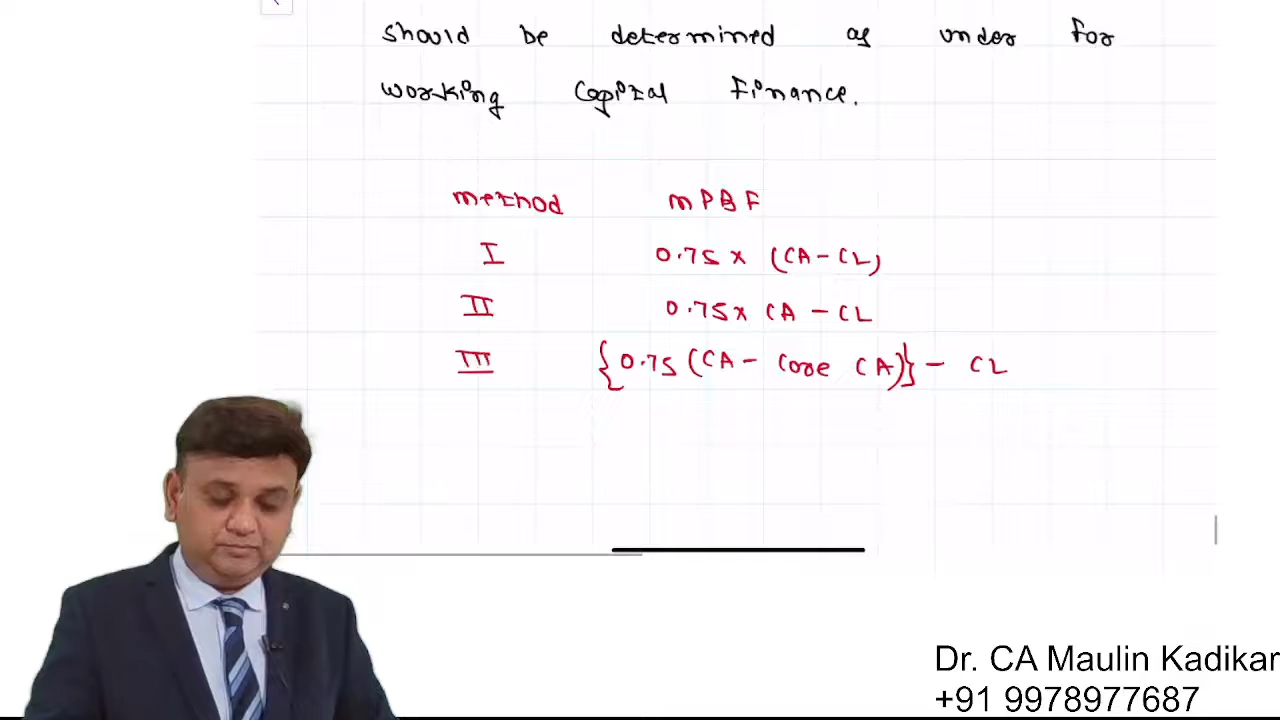 should be determined as under for
working capital Finance.
method MPBF
I 0.75 x (CA - CL)
II 0.75 x CA - CL
III {0.75 (CA - Core CA)} - CL
Dr. CA Maulin Kadikar
+91 9978977687